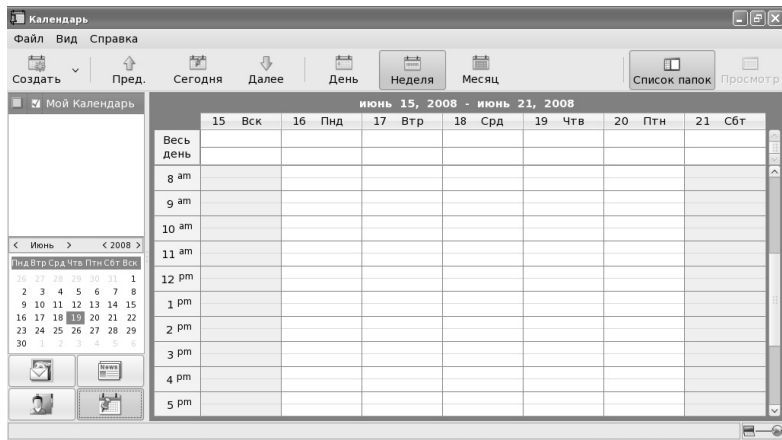 Календарь
Файл Вид Справка
Создать Пред. Сегодня Далее День Неделя Месяц Список папок Просмотр
Мой Календарь
июнь 15, 2008 - июнь 21, 2008
15 Вск 16 Пнд 17 Втр 18 Срд 19 Чтв 20 Птн 21 Сбт
Весь день
8 am
9 am
10 am
11 am
12 pm
1 pm
2 pm
3 pm
4 pm
5 pm
< Июнь > < 2008 >
Пнд Втр Срд Чтв Птн Сбт Вск
26 27 28 29 30 31 1
2 3 4 5 6 7 8
9 10 11 12 13 14 15
16 17 18 19 20 21 22
23 24 25 26 27 28 29
30 1 2 3 4 5 6
News